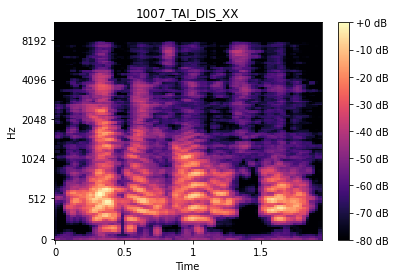 1007_TAI_DIS_XX
+0 dB
8192
-10 dB
4096
-20 dB
-30 dB
2048
Hz
-40 dB
1024
-50 dB
512
-60 dB
-70 dB
0
-80 dB
0 0.5 1 1.5
Time